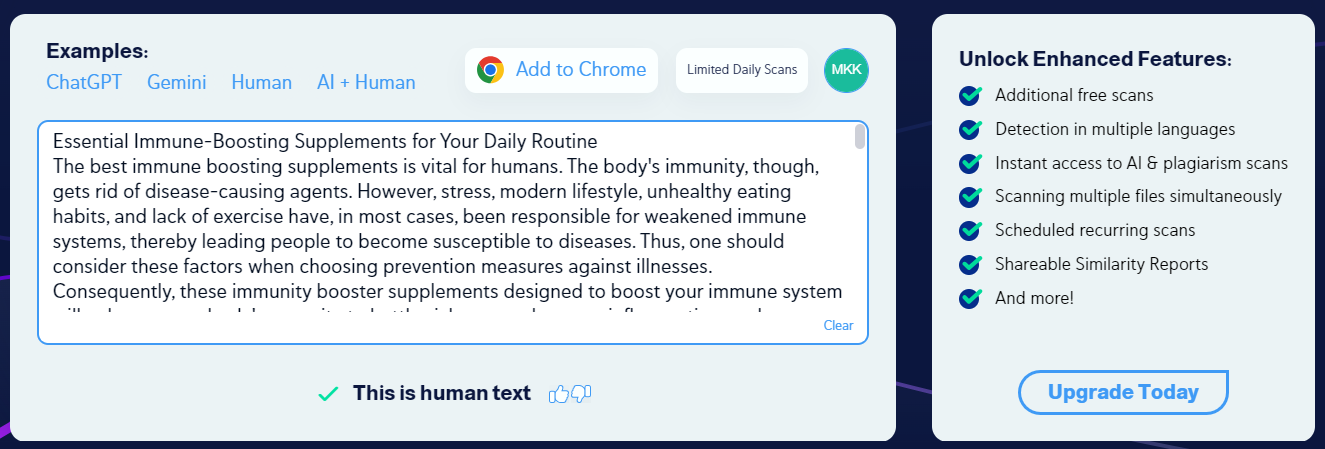 Examples:
ChatGPT Gemini Human AI + Human
Add to Chrome
Limited Daily Scans
MKK
Essential Immune-Boosting Supplements for Your Daily Routine
The best immune boosting supplements is vital for humans. The body's immunity, though,
gets rid of disease-causing agents. However, stress, modern lifestyle, unhealthy eating
habits, and lack of exercise have, in most cases, been responsible for weakened immune
systems, thereby leading people to become susceptible to diseases. Thus, one should
consider these factors when choosing prevention measures against illnesses.
Consequently, these immunity booster supplements designed to boost your immune system
Clear
This is human text
Unlock Enhanced Features:
Additional free scans
Detection in multiple languages
Instant access to AI & plagiarism scans
Scanning multiple files simultaneously
Scheduled recurring scans
Shareable Similarity Reports
And more!
Upgrade Today